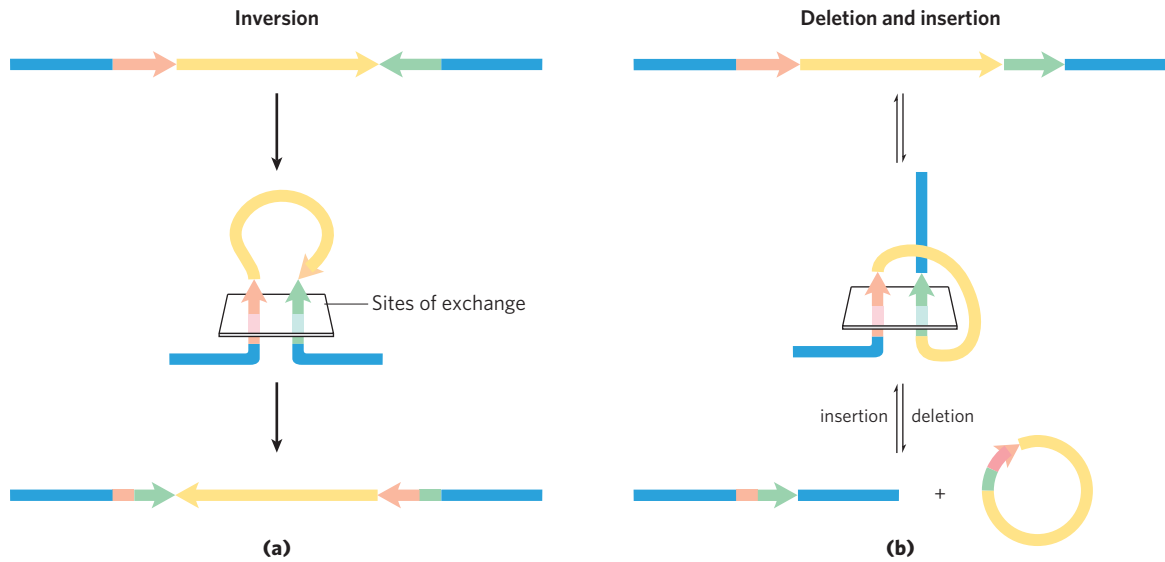 Inversion
Deletion and insertion
Sites of exchange
insertion
deletion
+
(a)
(b)